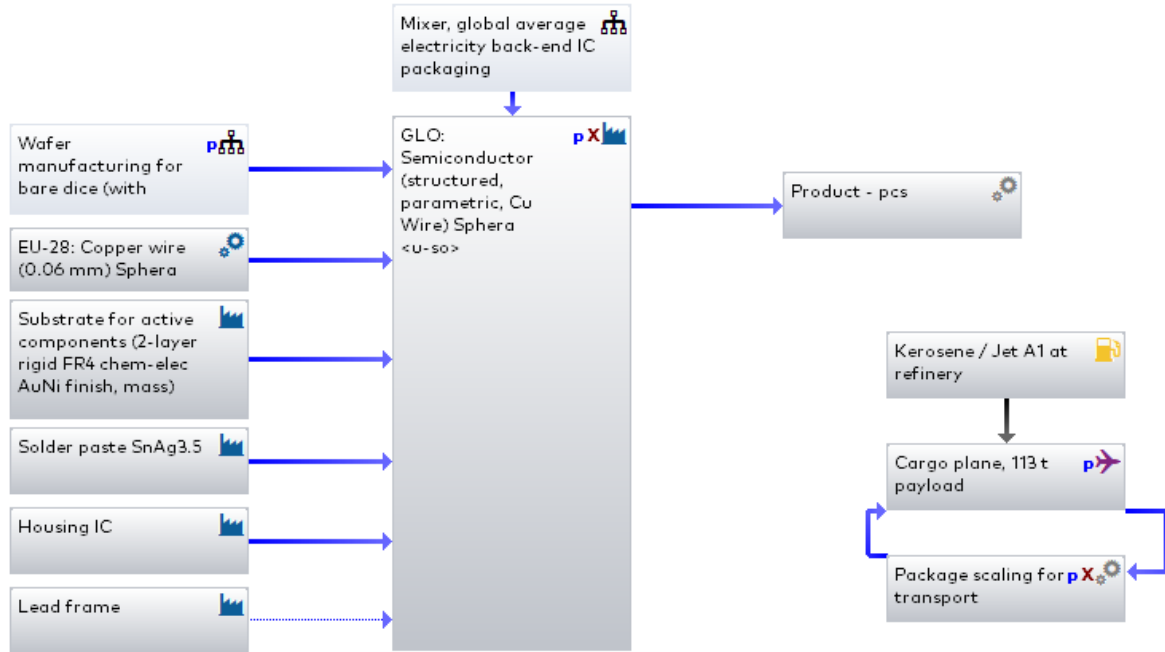 Mixer, global average
electricity back-end IC
packaging
Wafer
manufacturing for
bare dice (with
p
GLO:
Semiconductor
(structured,
parametric, Cu
Wire) Sphera
<u-so>
p X
Product - pcs
EU-28: Copper wire
(0.06 mm) Sphera
Substrate for active
components (2-layer
rigid FR4 chem-elec
AuNi finish, mass)
Solder paste SnAg3.5
Housing IC
Lead frame
Kerosene / Jet A1 at
refinery
Cargo plane, 113 t
payload
p
Package scaling for
transport
p X